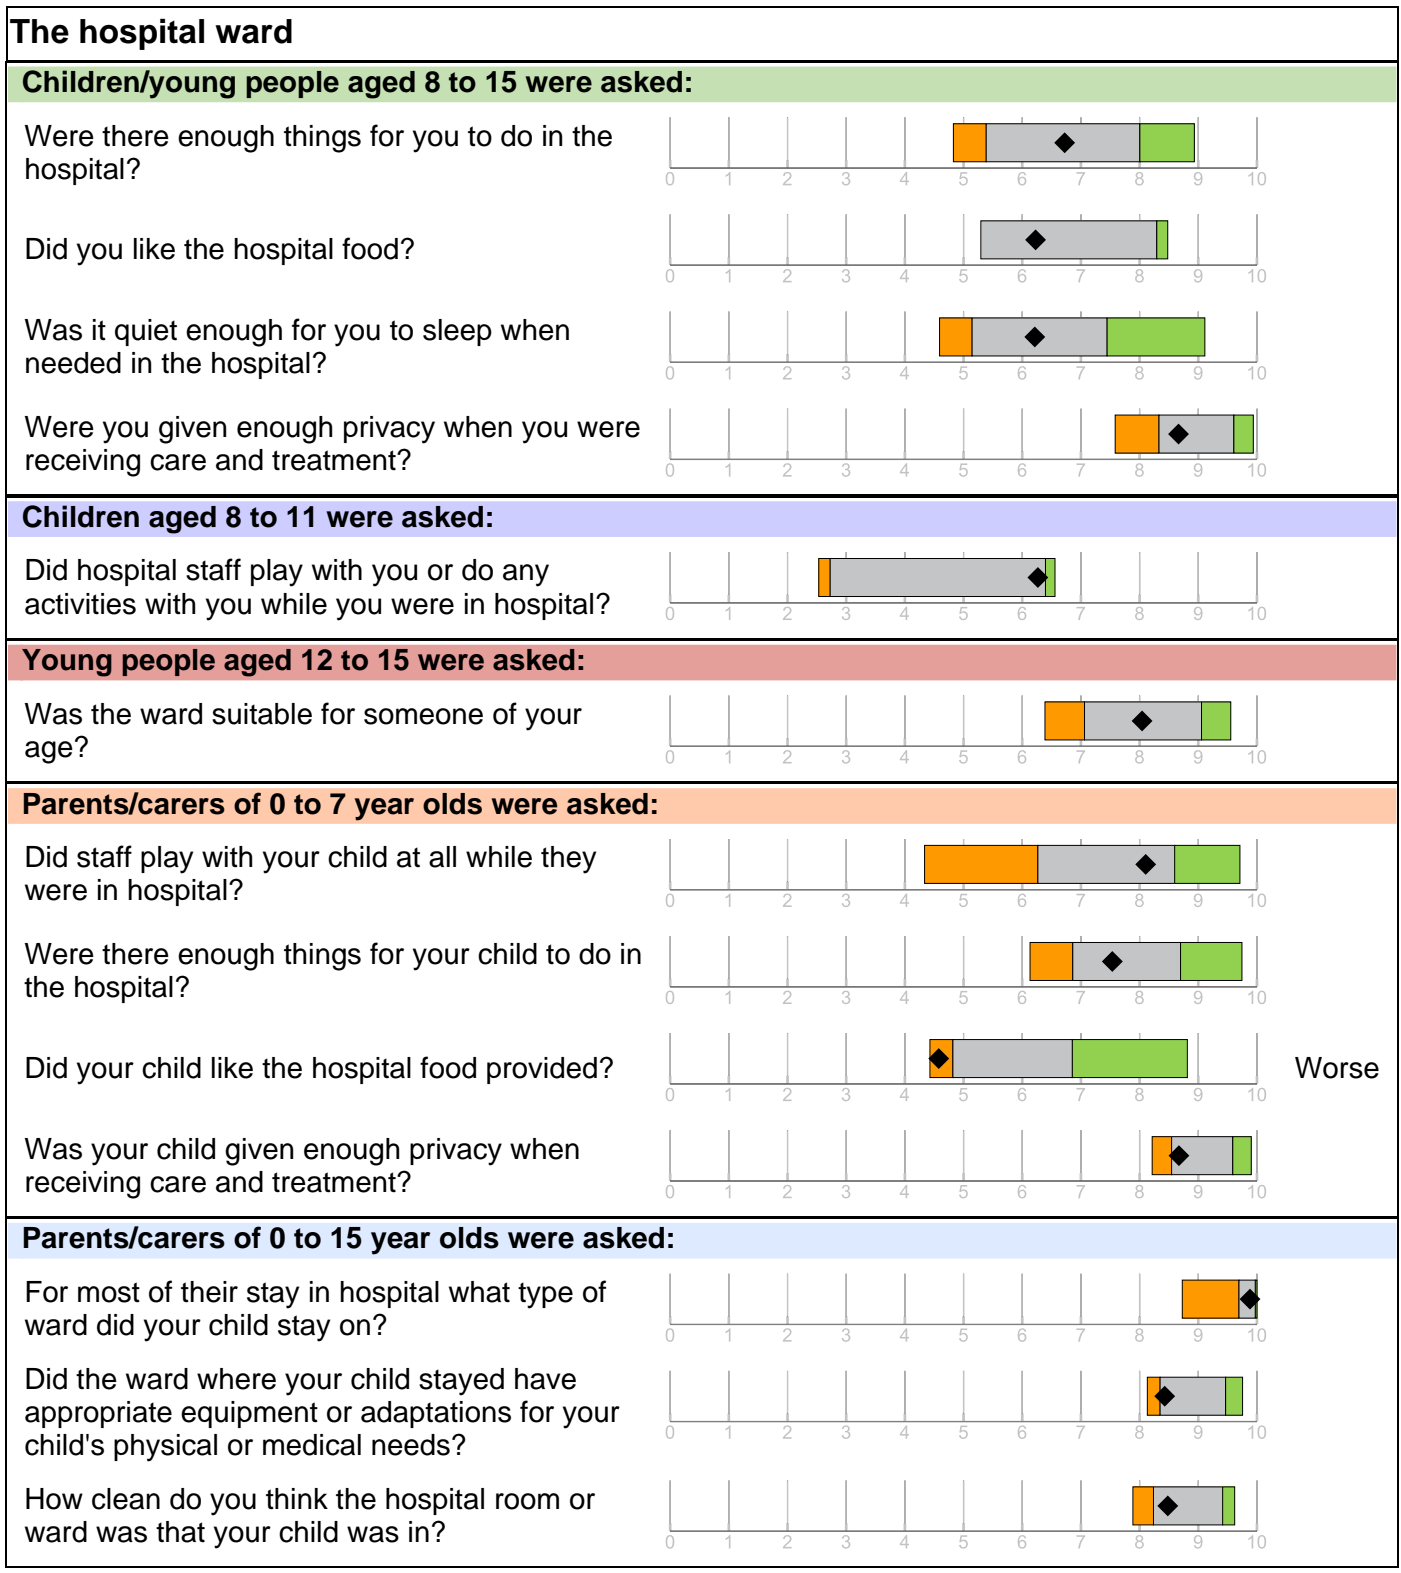 The hospital ward
Children/young people aged 8 to 15 were asked:
Were there enough things for you to do in the
hospital?
0 1 2 3 4 5 6 7 8 9 10
Did you like the hospital food?
0 1 2 3 4 5 6 7 8 9 10
Was it quiet enough for you to sleep when
needed in the hospital?
0 1 2 3 4 5 6 7 8 9 10
Were you given enough privacy when you were
receiving care and treatment?
0 1 2 3 4 5 6 7 8 9 10
Children aged 8 to 11 were asked:
Did hospital staff play with you or do any
activities with you while you were in hospital?
0 1 2 3 4 5 6 7 8 9 10
Young people aged 12 to 15 were asked:
Was the ward suitable for someone of your
age?
0 1 2 3 4 5 6 7 8 9 10
Parents/carers of 0 to 7 year olds were asked:
Did staff play with your child at all while they
were in hospital?
0 1 2 3 4 5 6 7 8 9 10
Were there enough things for your child to do in
the hospital?
0 1 2 3 4 5 6 7 8 9 10
Did your child like the hospital food provided?
Worse
0 1 2 3 4 5 6 7 8 9 10
Was your child given enough privacy when
receiving care and treatment?
0 1 2 3 4 5 6 7 8 9 10
Parents/carers of 0 to 15 year olds were asked:
For most of their stay in hospital what type of
ward did your child stay on?
0 1 2 3 4 5 6 7 8 9 10
Did the ward where your child stayed have
appropriate equipment or adaptations for your
child's physical or medical needs?
0 1 2 3 4 5 6 7 8 9 10
How clean do you think the hospital room or
ward was that your child was in?
0 1 2 3 4 5 6 7 8 9 10